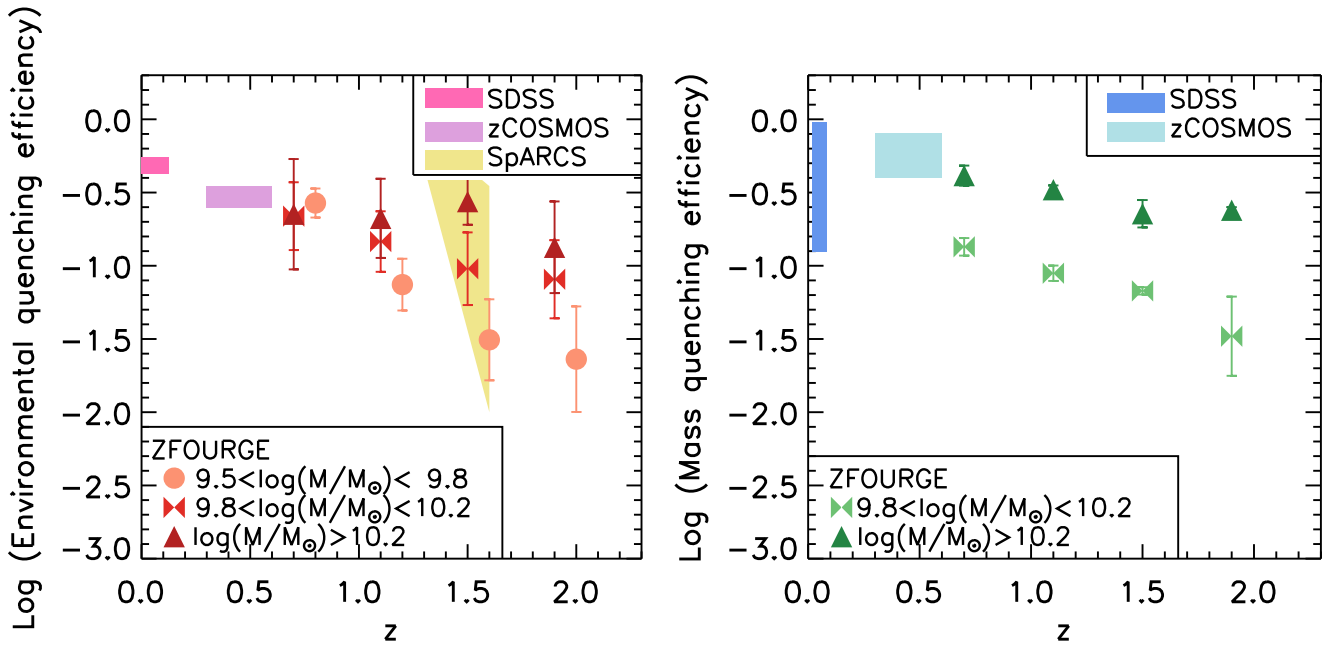 Log (Environmental quenching efficiency)
0.0
−0.5
−1.0
−1.5
−2.0
−2.5
−3.0
SDSS
zCOSMOS
SpARCS
ZFOURGE
9.5<log(M/M⊙)< 9.8
9.8<log(M/M⊙)<10.2
log(M/M⊙)>10.2
0.0 0.5 1.0 1.5 2.0
z
Log (Mass quenching efficiency)
0.0
−0.5
−1.0
−1.5
−2.0
−2.5
−3.0
SDSS
zCOSMOS
ZFOURGE
9.8<log(M/M⊙)<10.2
log(M/M⊙)>10.2
0.0 0.5 1.0 1.5 2.0
z